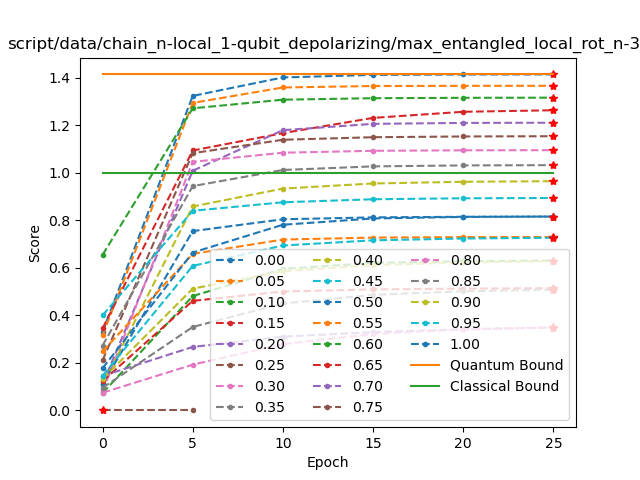 script/data/chain_n-local_1-qubit_depolarizing/max_entangled_local_rot_n-3
Score
1.4
1.2
1.0
0.8
0.6
0.4
0.2
0.0
0.00 0.40 0.80
0.05 0.45 0.85
0.10 0.50 0.90
0.15 0.55 0.95
0.20 0.60 1.00
0.25 0.65 Quantum Bound
0.30 0.70 Classical Bound
0.35 0.75
0 5 10 15 20 25
Epoch